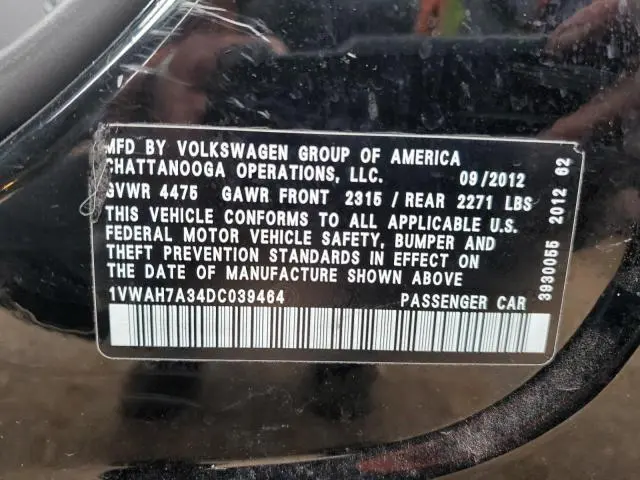 MFD BY VOLKSWAGEN GROUP OF AMERICA
CHATTANOOGA OPERATIONS, LLC. 09/2012
GVWR 4475 GAWR FRONT 2315 / REAR 2271 LBS
THIS VEHICLE CONFORMS TO ALL APPLICABLE U.S.
FEDERAL MOTOR VEHICLE SAFETY, BUMPER AND
THEFT PREVENTION STANDARDS IN EFFECT ON
THE DATE OF MANUFACTURE SHOWN ABOVE
1VWAH7A34DC039464 PASSENGER CAR
3930055 2012 62